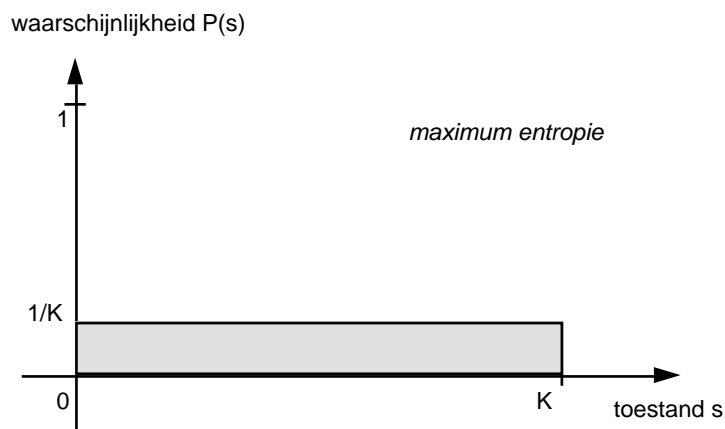 waarschijnlijkheid P(s)
1
maximum entropie
1/K
0
K
toestand s